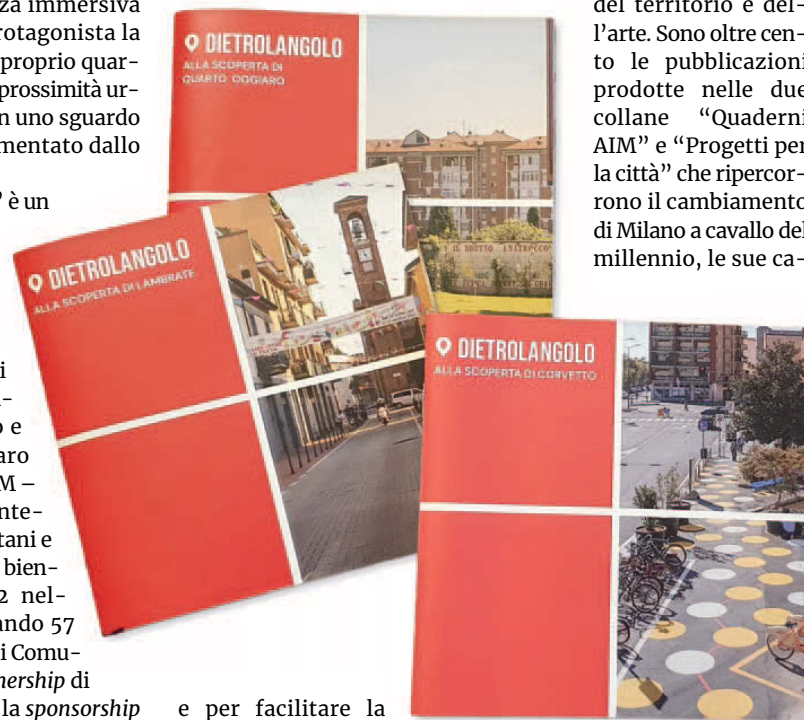 za immersiva
rotagonista la
proprio quar-
prossimità ur-
n uno sguardo
mentato dallo
” è un
i
o e
aro
M –
nte-
tani e
bien-
2 nel-
ndo 57
i Comu-
nership di
la sponsorship
e per facilitare la
DIETROLANGOLO
ALLA SCOPERTA DI
QUARTO OGGIARO
DIETROLANGOLO
ALLA SCOPERTA DI LAMBRATE
DIETROLANGOLO
ALLA SCOPERTA DI CORVETTO
IL BRUTTO ANATROCCO
del territorio e del-
l’arte. Sono oltre cen-
to le pubblicazioni
prodotte nelle due
collane “Quaderni
AIM” e “Progetti per
la città” che ripercor-
rono il cambiamento
di Milano a cavallo del
millennio, le sue ca-